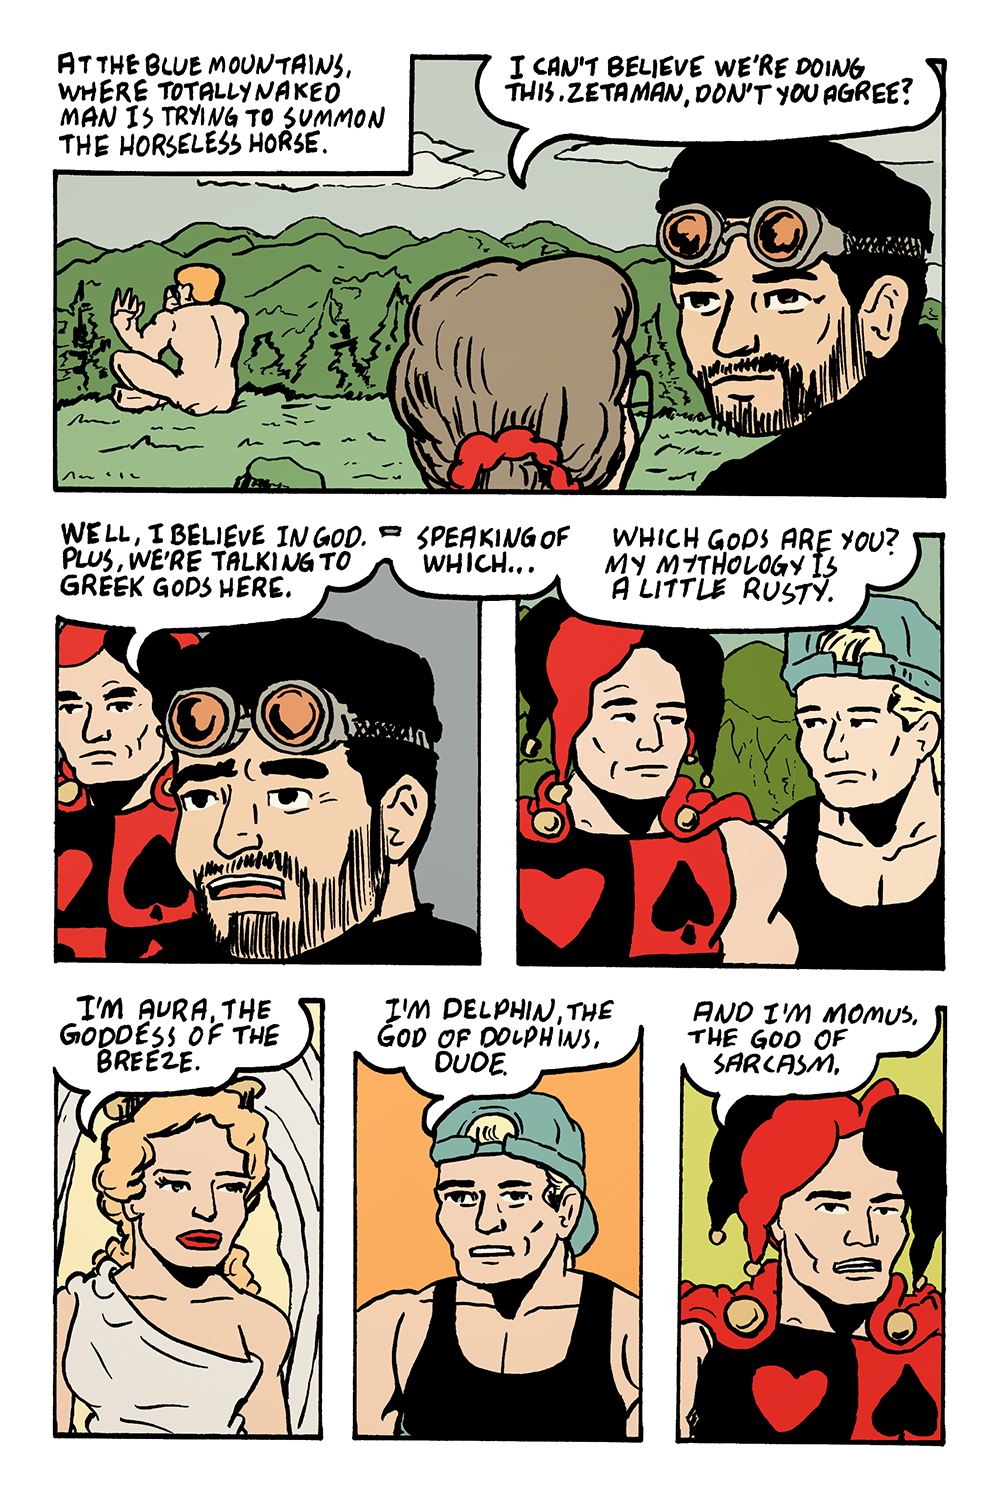 AT THE BLUE MOUNTAINS,
WHERE TOTALLY NAKED
MAN IS TRYING TO SUMMON
THE HORSELESS HORSE.
I CAN'T BELIEVE WE'RE DOING
THIS. ZETAMAN, DON'T YOU AGREE?
WELL, I BELIEVE IN GOD.
PLUS, WE'RE TALKING TO
GREEK GODS HERE.
SPEAKING OF
WHICH...
WHICH GODS ARE YOU?
MY MYTHOLOGY IS
A LITTLE RUSTY.
I'M AURA, THE
GODDESS OF THE
BREEZE.
I'M DELPHIN, THE
GOD OF DOLPHINS,
DUDE.
AND I'M MOMUS.
THE GOD OF
SARCASM.